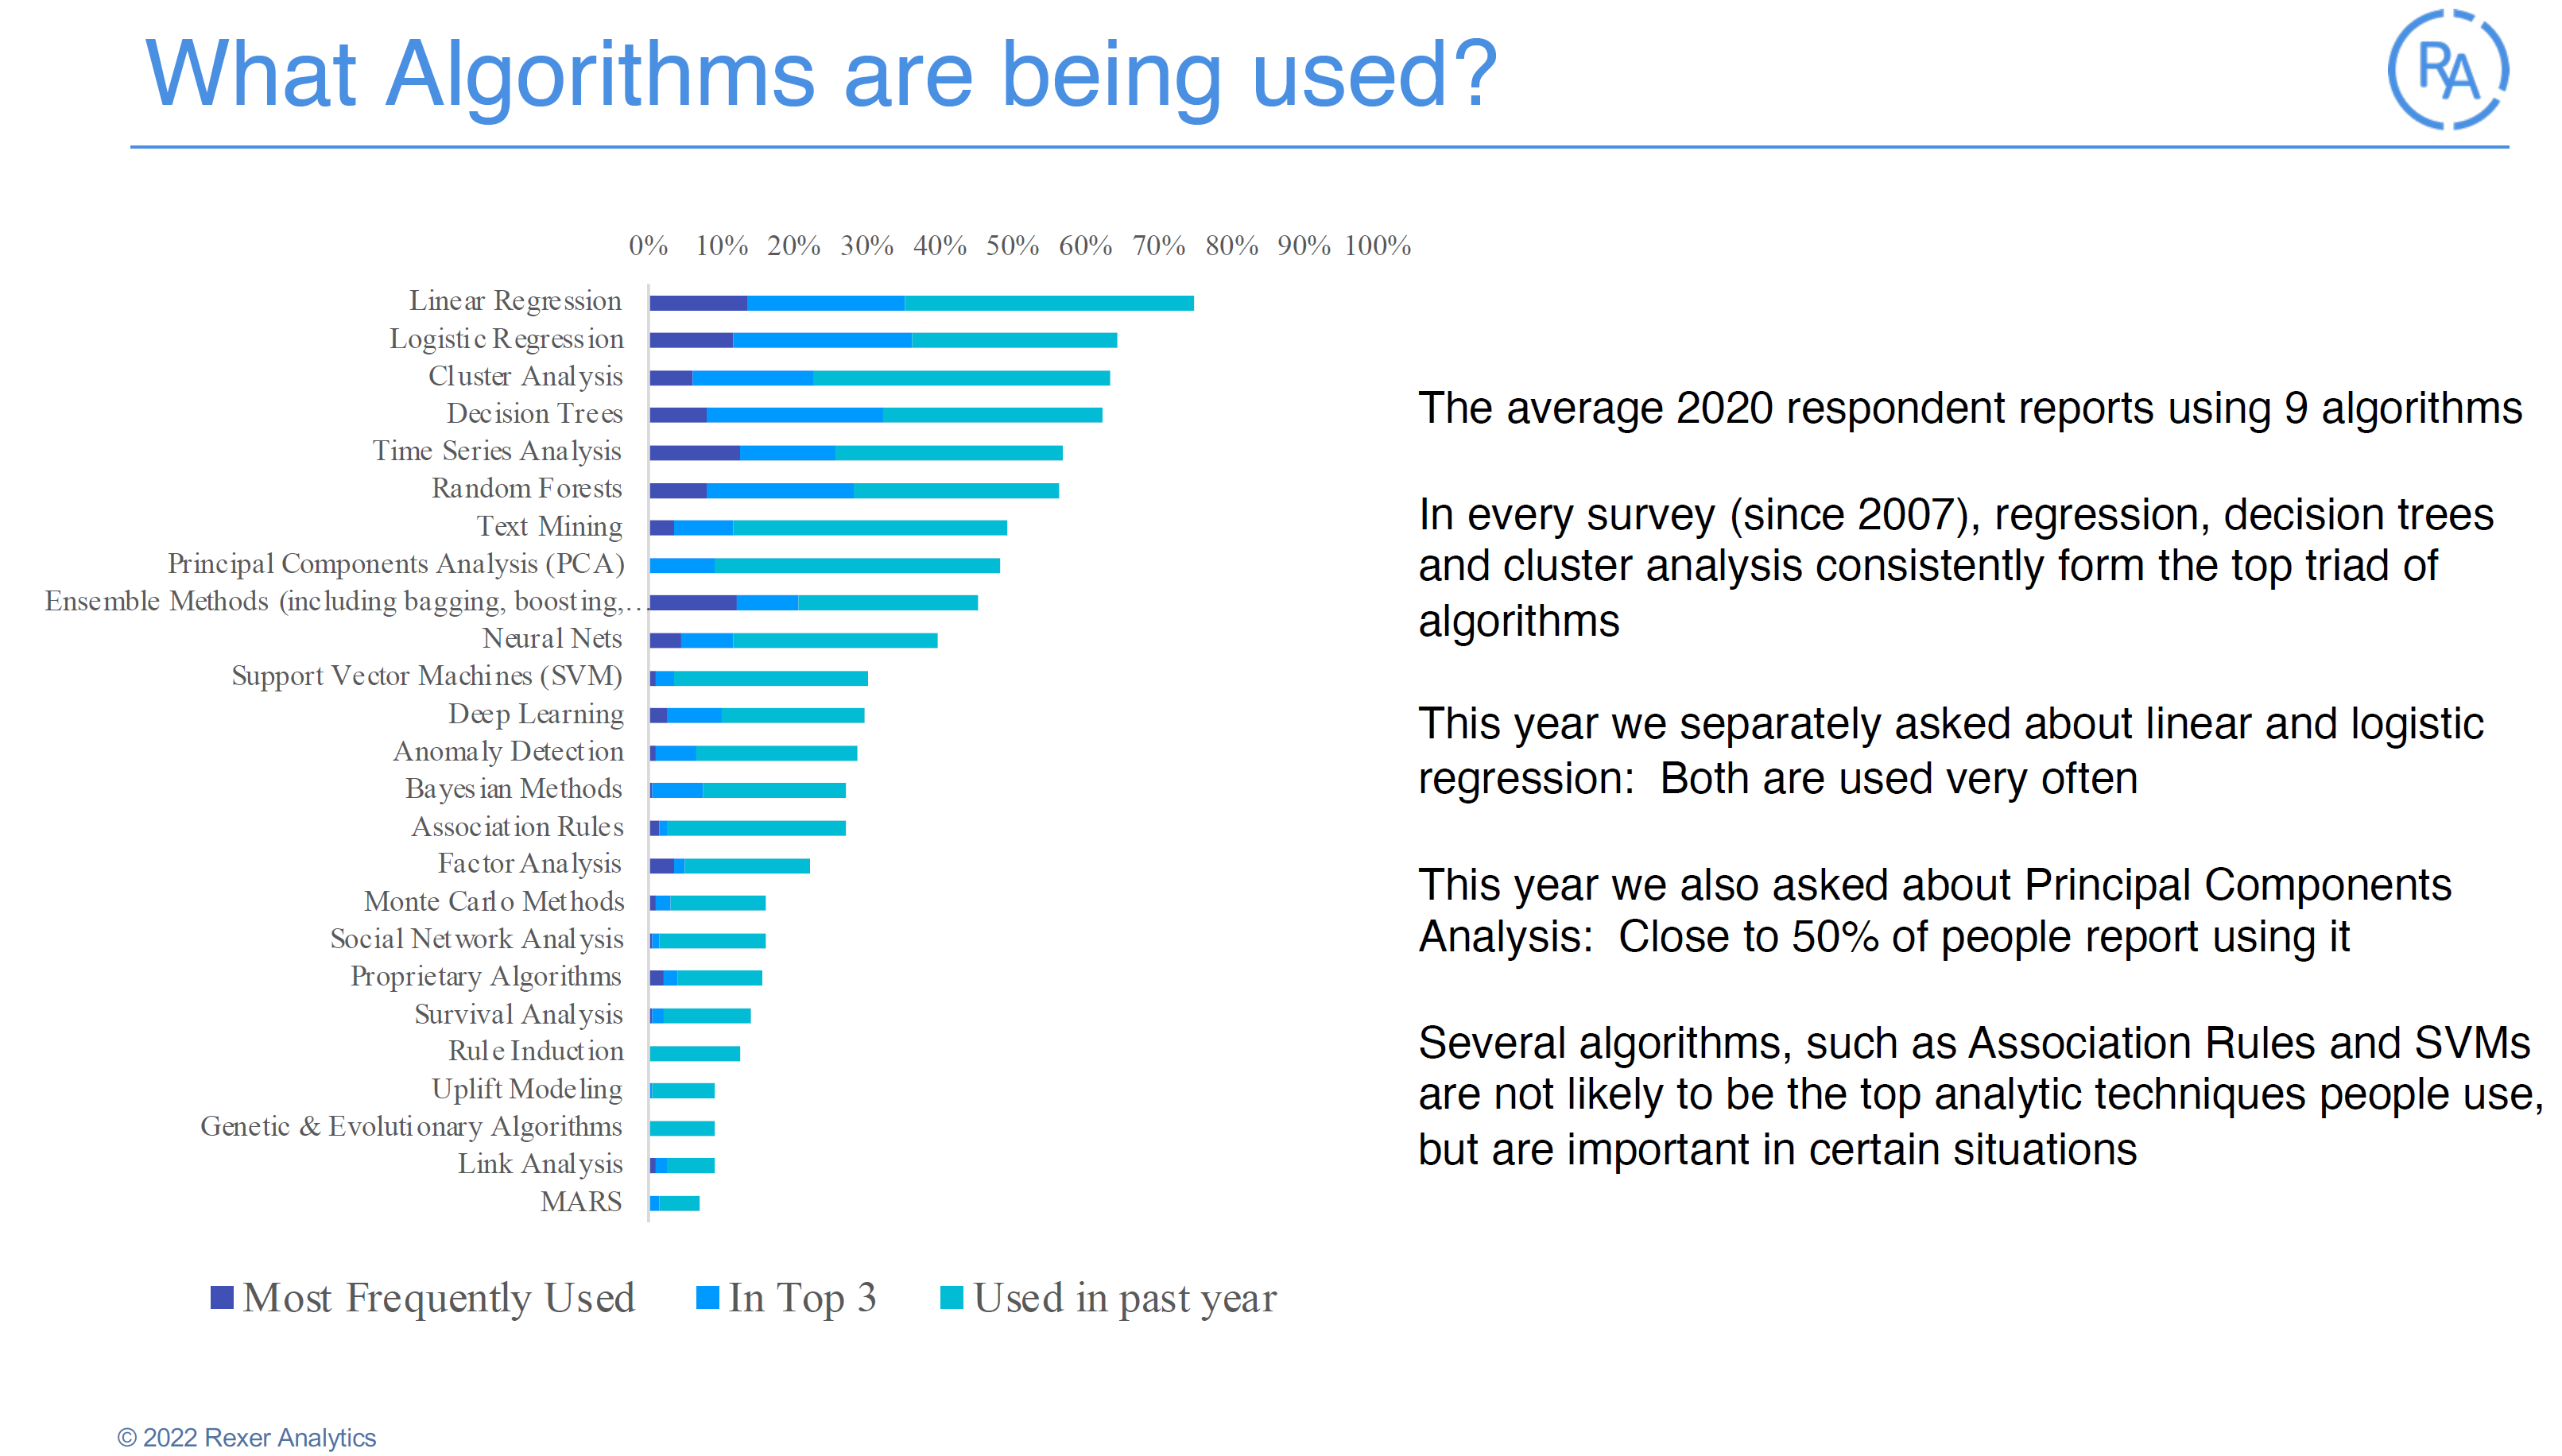 What Algorithms are being used?
RA
0% 10% 20% 30% 40% 50% 60% 70% 80% 90% 100%
Linear Regression
Logistic Regression
Cluster Analysis
Decision Trees
Time Series Analysis
Random Forests
Text Mining
Principal Components Analysis (PCA)
Ensemble Methods (including bagging, boosting,…
Neural Nets
Support Vector Machines (SVM)
Deep Learning
Anomaly Detection
Bayesian Methods
Association Rules
Factor Analysis
Monte Carlo Methods
Social Network Analysis
Proprietary Algorithms
Survival Analysis
Rule Induction
Uplift Modeling
Genetic & Evolutionary Algorithms
Link Analysis
MARS
Most Frequently Used In Top 3 Used in past year
The average 2020 respondent reports using 9 algorithms
In every survey (since 2007), regression, decision trees
and cluster analysis consistently form the top triad of
algorithms
This year we separately asked about linear and logistic
regression: Both are used very often
This year we also asked about Principal Components
Analysis: Close to 50% of people report using it
Several algorithms, such as Association Rules and SVMs
are not likely to be the top analytic techniques people use,
but are important in certain situations
© 2022 Rexer Analytics